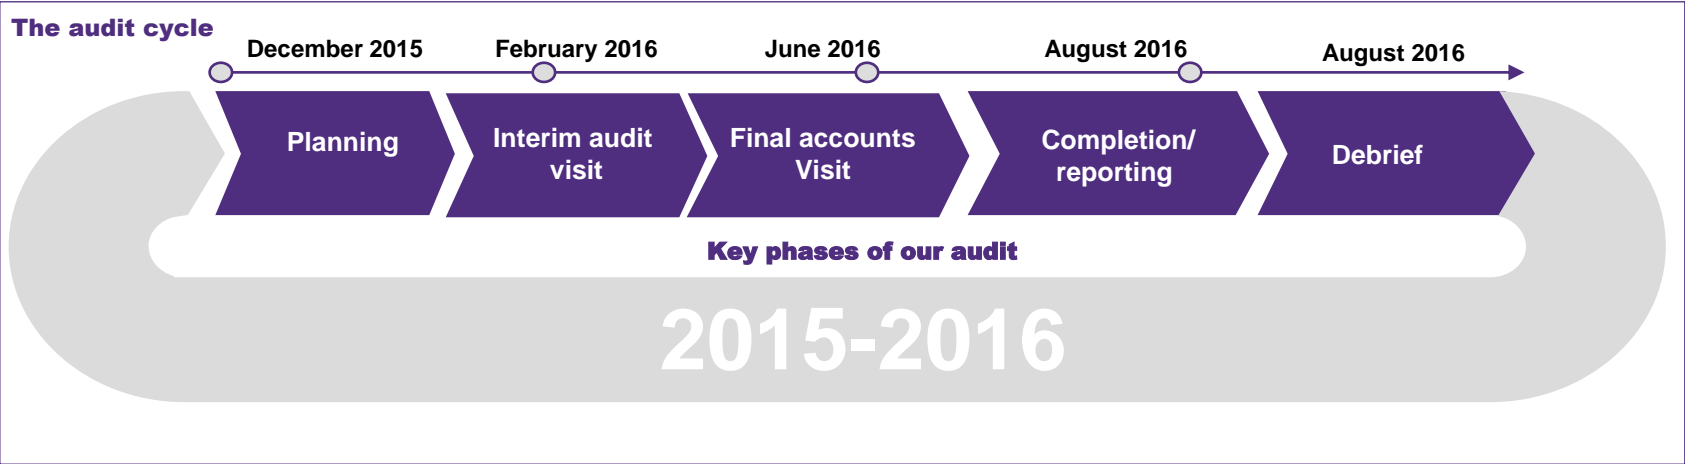 The audit cycle
December 2015
February 2016
June 2016
August 2016
August 2016
Planning
Interim audit
visit
Final accounts
Visit
Completion/
reporting
Debrief
Key phases of our audit
2015-2016